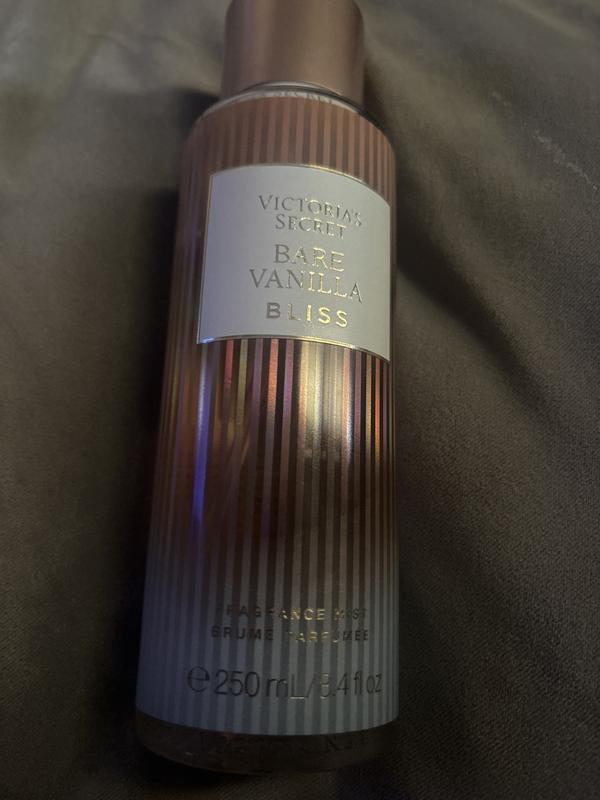 VICTORIA'S
SECRET
BARE
VANILLA
BLISS
FRAGRANCE MIST
BRUME PARFUMÉE
℮ 250 mL/8.4 fl oz